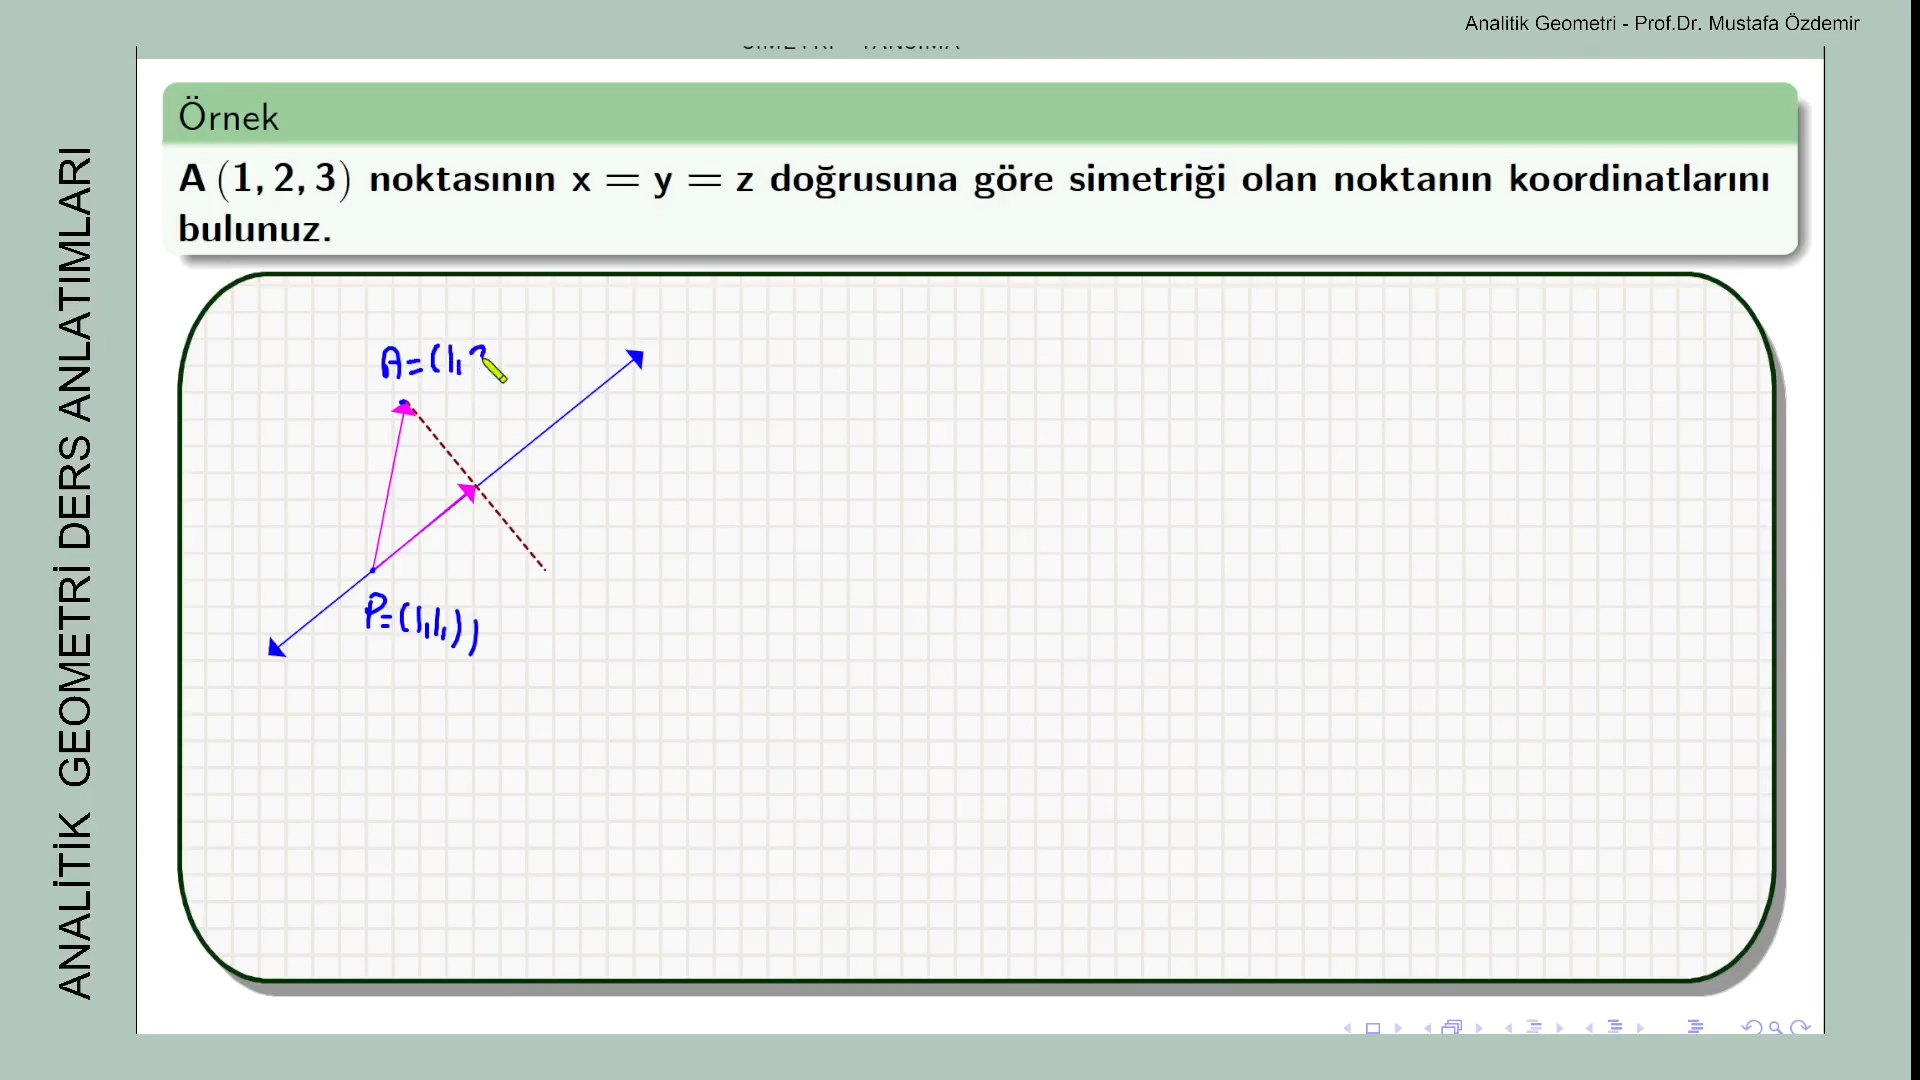 Analitik Geometri - Prof.Dr. Mustafa Özdemir
ANALİTİK GEOMETRİ DERS ANLATIMLARI
Örnek
A (1, 2, 3) noktasının x = y = z doğrusuna göre simetriği olan noktanın koordinatlarını
bulunuz.
A=(1,2
P=(1,1,1)